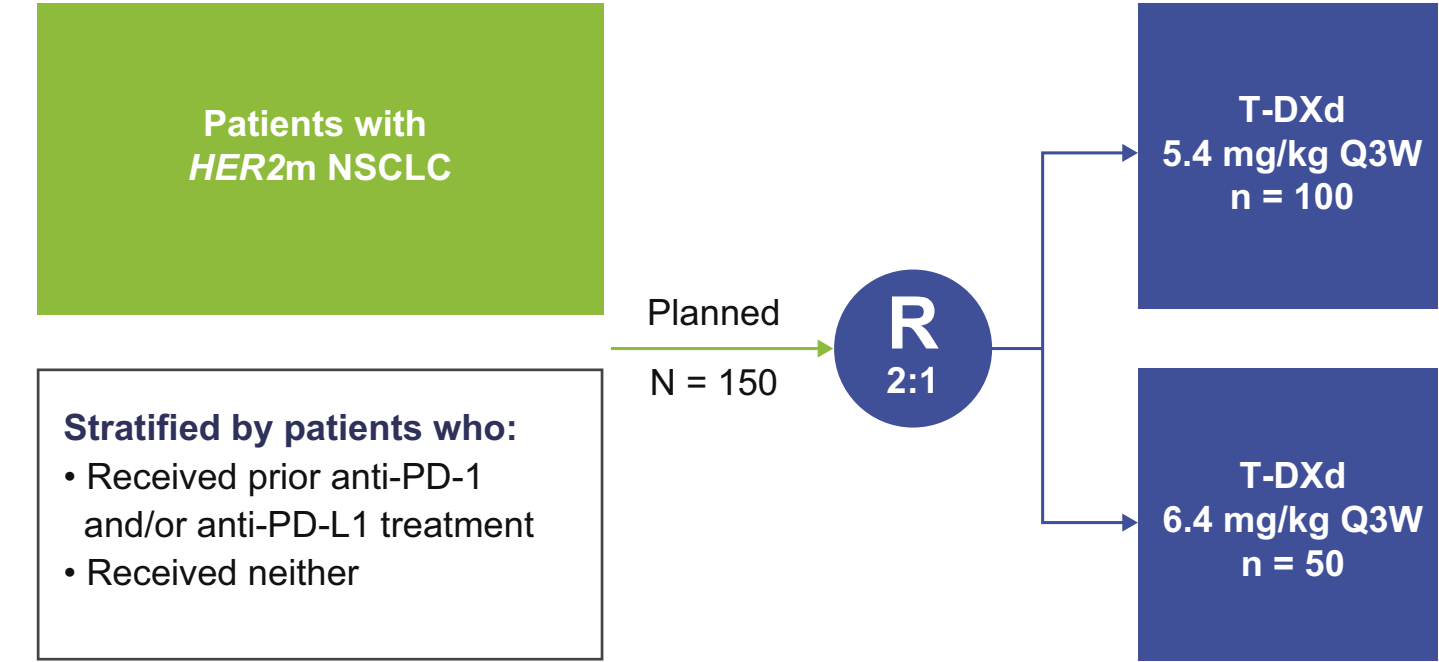 Patients with
HER2m NSCLC
Stratified by patients who:
• Received prior anti-PD-1
and/or anti-PD-L1 treatment
• Received neither
Planned
N = 150
R
2:1
T-DXd
5.4 mg/kg Q3W
n = 100
T-DXd
6.4 mg/kg Q3W
n = 50